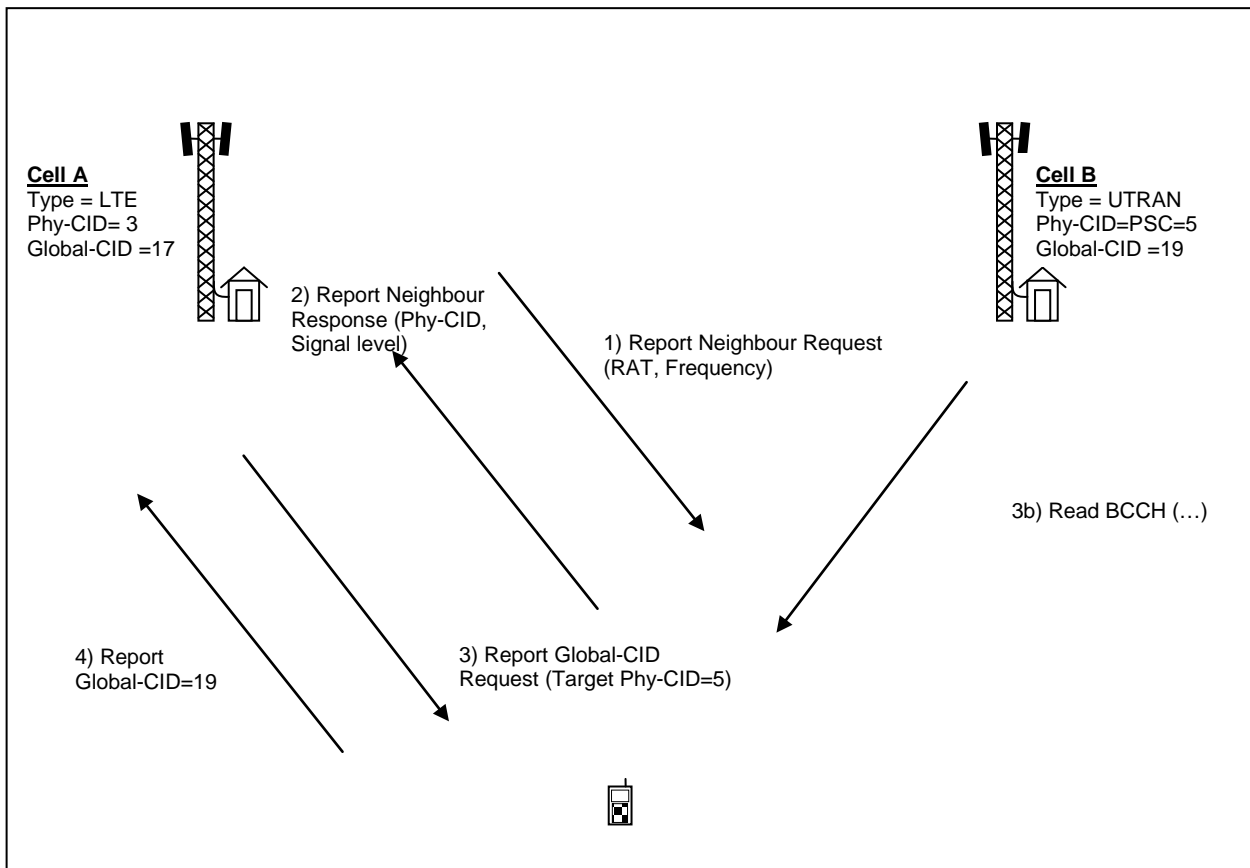 Cell A
Type = LTE
Phy-CID= 3
Global-CID =17
Cell B
Type = UTRAN
Phy-CID=PSC=5
Global-CID =19
2) Report Neighbour
Response (Phy-CID,
Signal level)
1) Report Neighbour Request
(RAT, Frequency)
3b) Read BCCH (…)
4) Report
Global-CID=19
3) Report Global-CID
Request (Target Phy-CID=5)